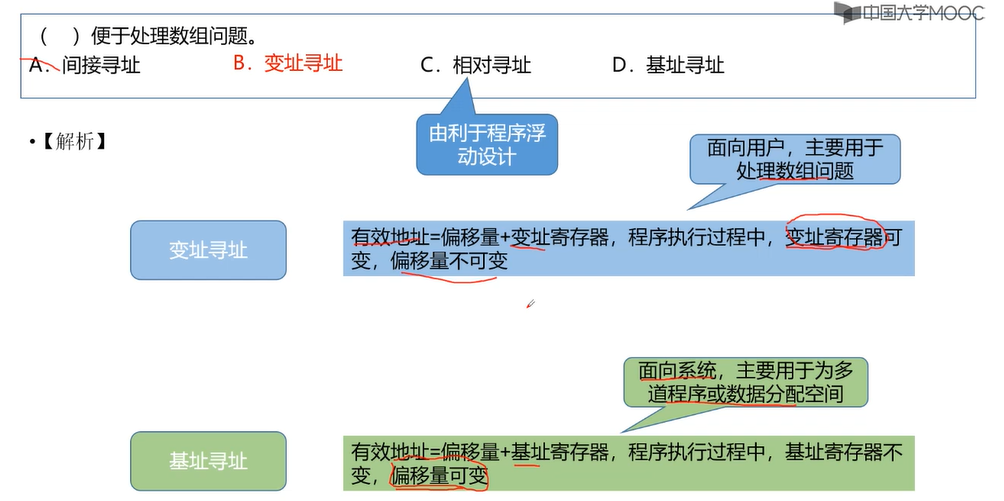 中国大学MOOC
（ ）便于处理数组问题。
A．间接寻址 B．变址寻址 C．相对寻址 D．基址寻址
由利于程序浮
动设计
•【解析】
面向用户，主要用于
处理数组问题
变址寻址
有效地址=偏移量+变址寄存器，程序执行过程中，变址寄存器可
变，偏移量不可变
面向系统，主要用于为多
道程序或数据分配空间
基址寻址
有效地址=偏移量+基址寄存器，程序执行过程中，基址寄存器不
变，偏移量可变